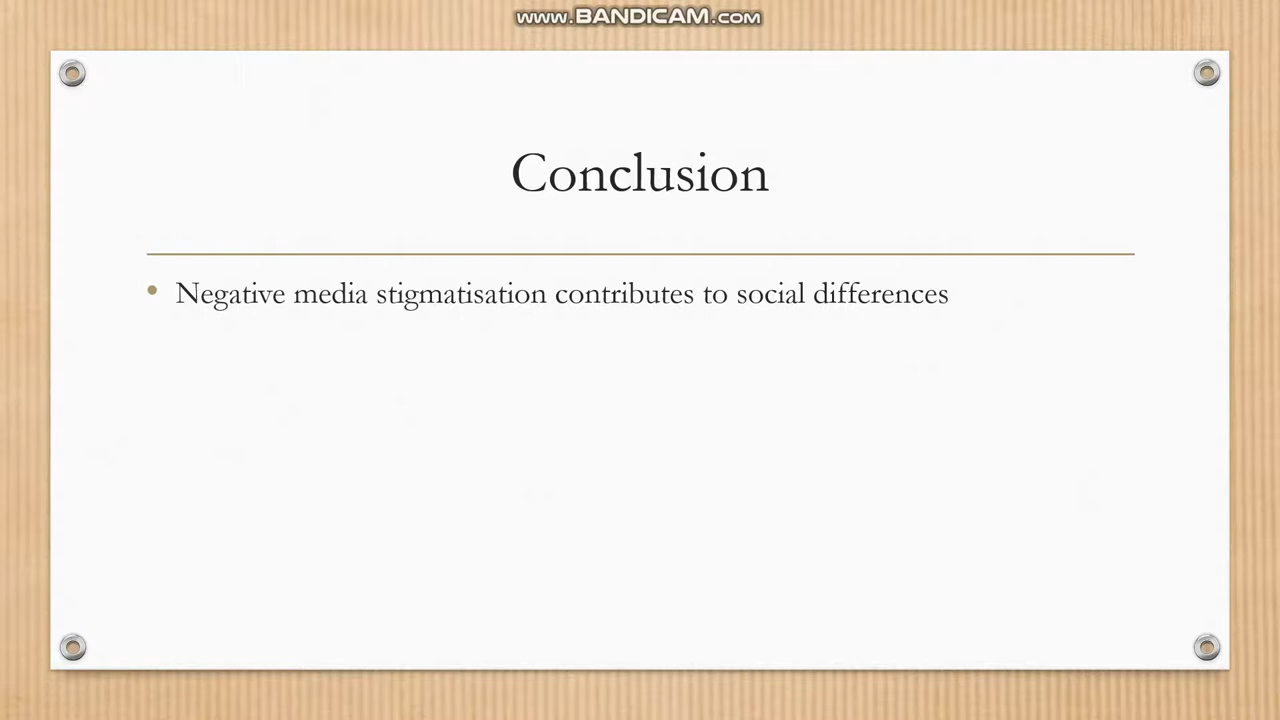 www.BANDICAM.com
Conclusion
• Negative media stigmatisation contributes to social differences